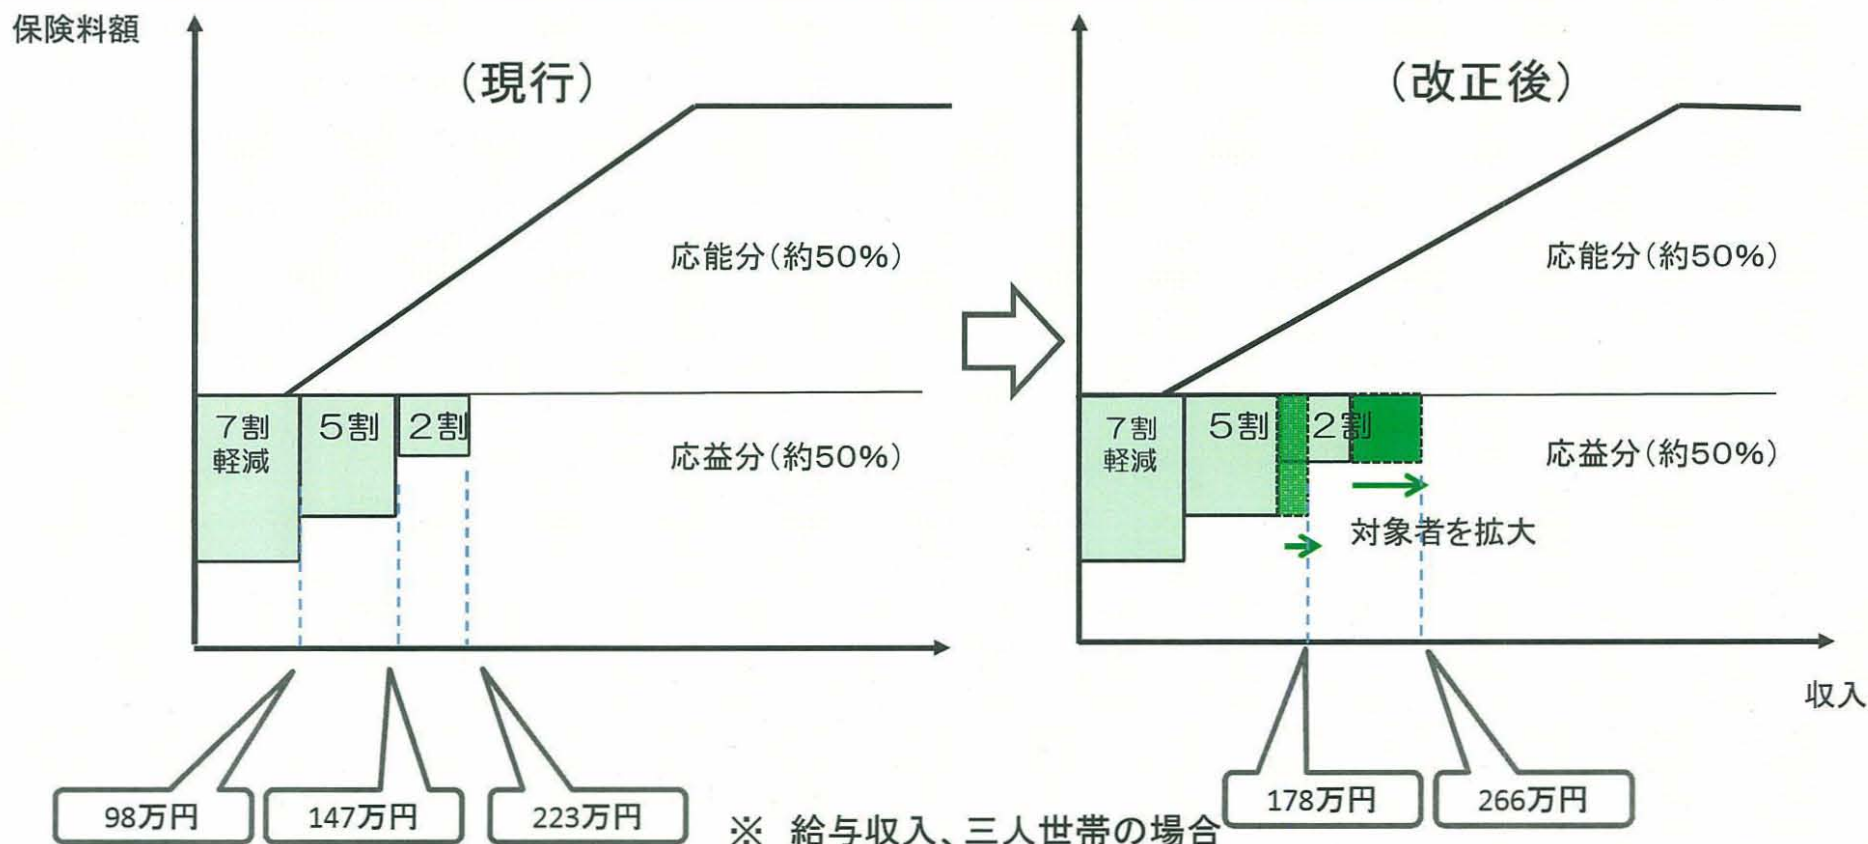 保険料額
（現行）
応能分（約５０％）
７割
軽減
５割
２割
応益分（約５０％）
98万円
147万円
223万円
※ 給与収入、三人世帯の場合
（改正後）
応能分（約５０％）
７割
軽減
５割
２割
応益分（約５０％）
対象者を拡大
収入
178万円
266万円